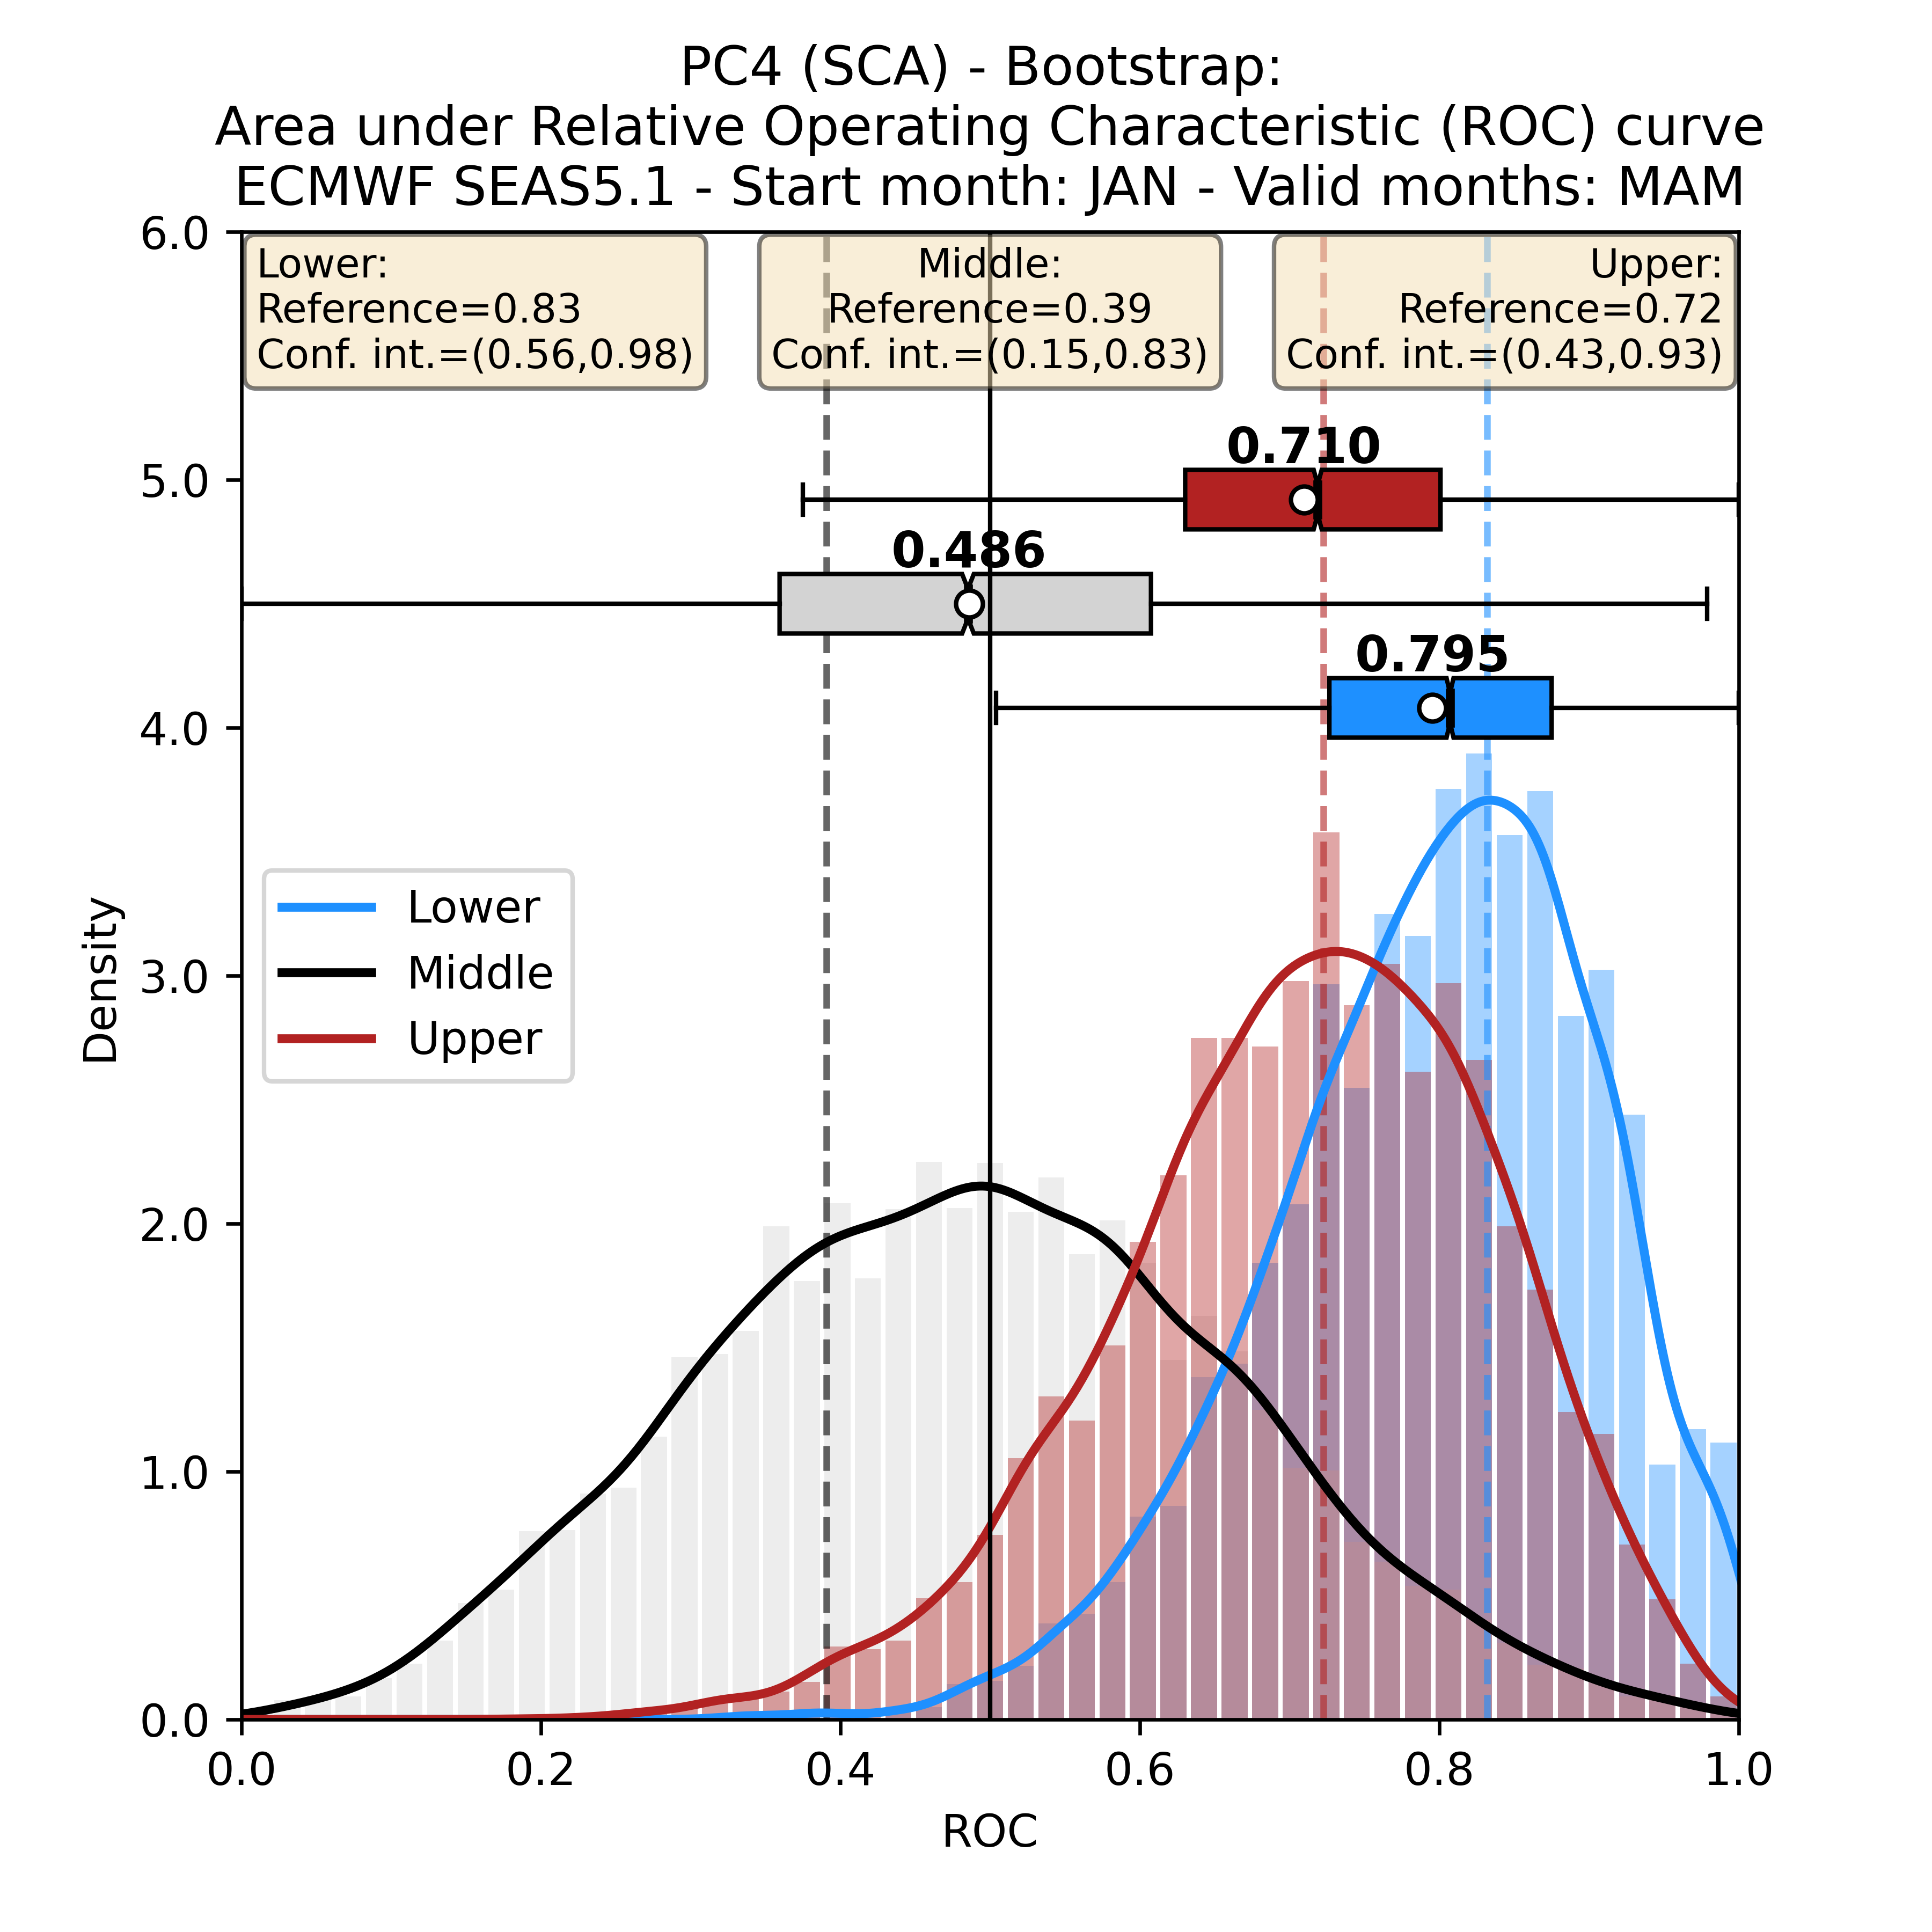 PC4 (SCA) - Bootstrap:
Area under Relative Operating Characteristic (ROC) curve
ECMWF SEAS5.1 - Start month: JAN - Valid months: MAM
Lower:
Reference=0.83
Conf. int.=(0.56,0.98)
Middle:
Reference=0.39
Conf. int.=(0.15,0.83)
Upper:
Reference=0.72
Conf. int.=(0.43,0.93)
0.710
0.486
0.795
Lower
Middle
Upper
Density
6.0
5.0
4.0
3.0
2.0
1.0
0.0
0.0 0.2 0.4 0.6 0.8 1.0
ROC